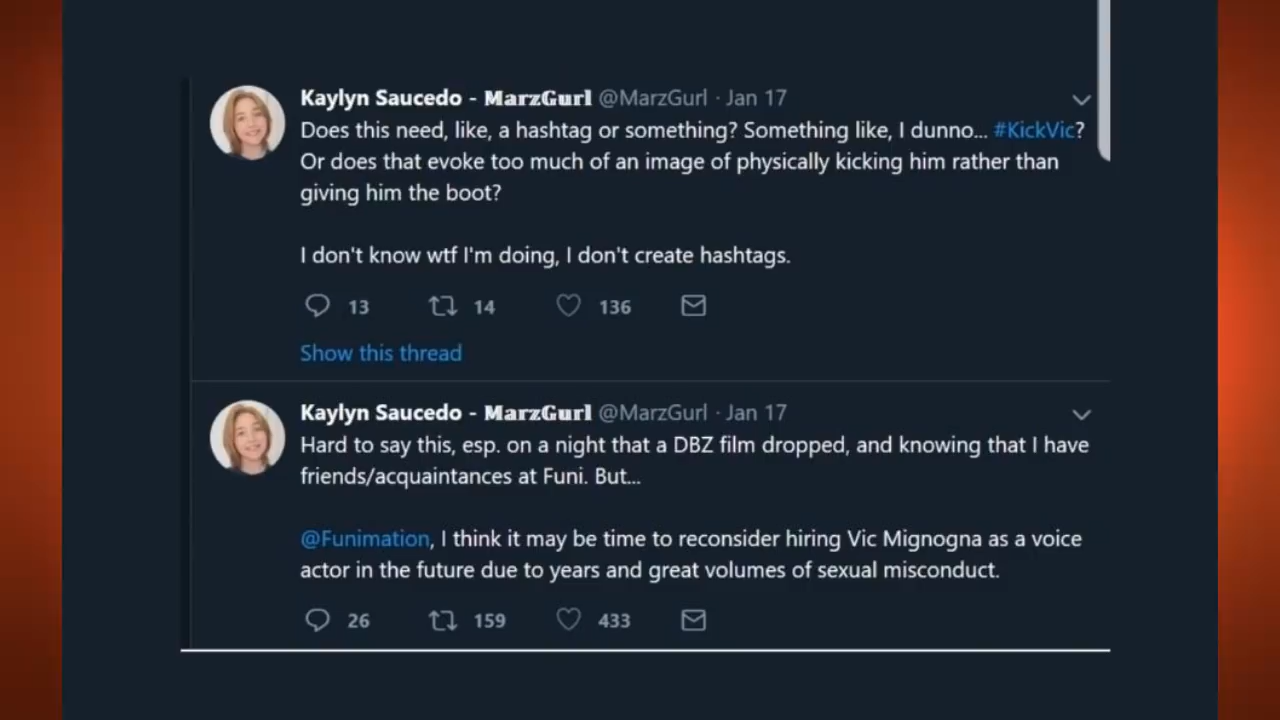 Kaylyn Saucedo - MarzGurl @MarzGurl · Jan 17
Does this need, like, a hashtag or something? Something like, I dunno... #KickVic?
Or does that evoke too much of an image of physically kicking him rather than
giving him the boot?
I don't know wtf I'm doing, I don't create hashtags.
13 14 136
Show this thread
Kaylyn Saucedo - MarzGurl @MarzGurl · Jan 17
Hard to say this, esp. on a night that a DBZ film dropped, and knowing that I have
friends/acquaintances at Funi. But...
@Funimation, I think it may be time to reconsider hiring Vic Mignogna as a voice
actor in the future due to years and great volumes of sexual misconduct.
26 159 433